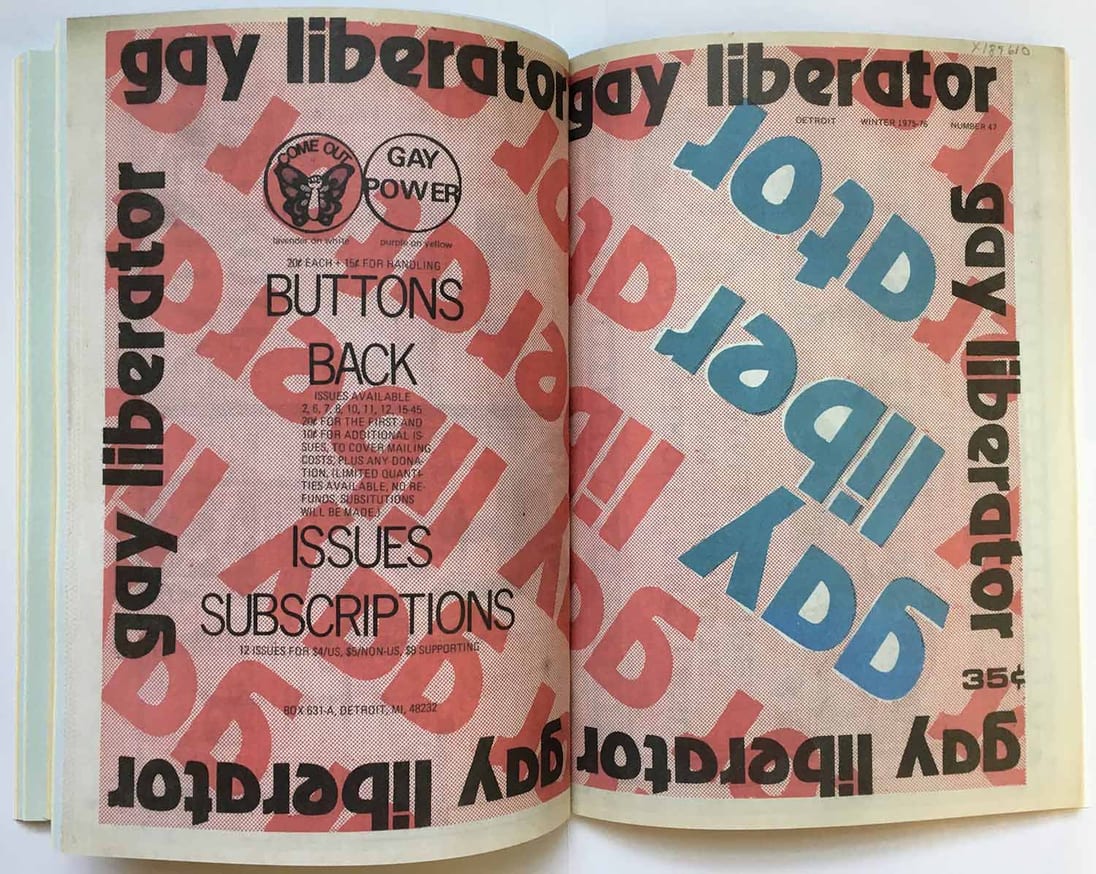 gay liberator
gay liberator
COME OUT
GAY
POWER
lavender on white
purple on yellow
20¢ EACH + 15¢ FOR HANDLING
BUTTONS
BACK
ISSUES AVAILABLE
2, 6, 7, 8, 10, 11, 12, 15-45
20¢ FOR THE FIRST AND
10¢ FOR ADDITIONAL IS-
SUES, TO COVER MAILING
COSTS, PLUS ANY DONA-
TION. (LIMITED QUANTI-
TIES AVAILABLE, NO RE-
FUNDS, SUBSITUTIONS
WILL BE MADE.)
ISSUES
SUBSCRIPTIONS
12 ISSUES FOR $4/US, $5/NON-US, $8 SUPPORTING
BOX 631-A, DETROIT, MI, 48232
gay liberator
gay liberator
X189610
DETROIT WINTER 1975-76 NUMBER 47
gay
liber
ator
gay liberator
35¢
gay liberator